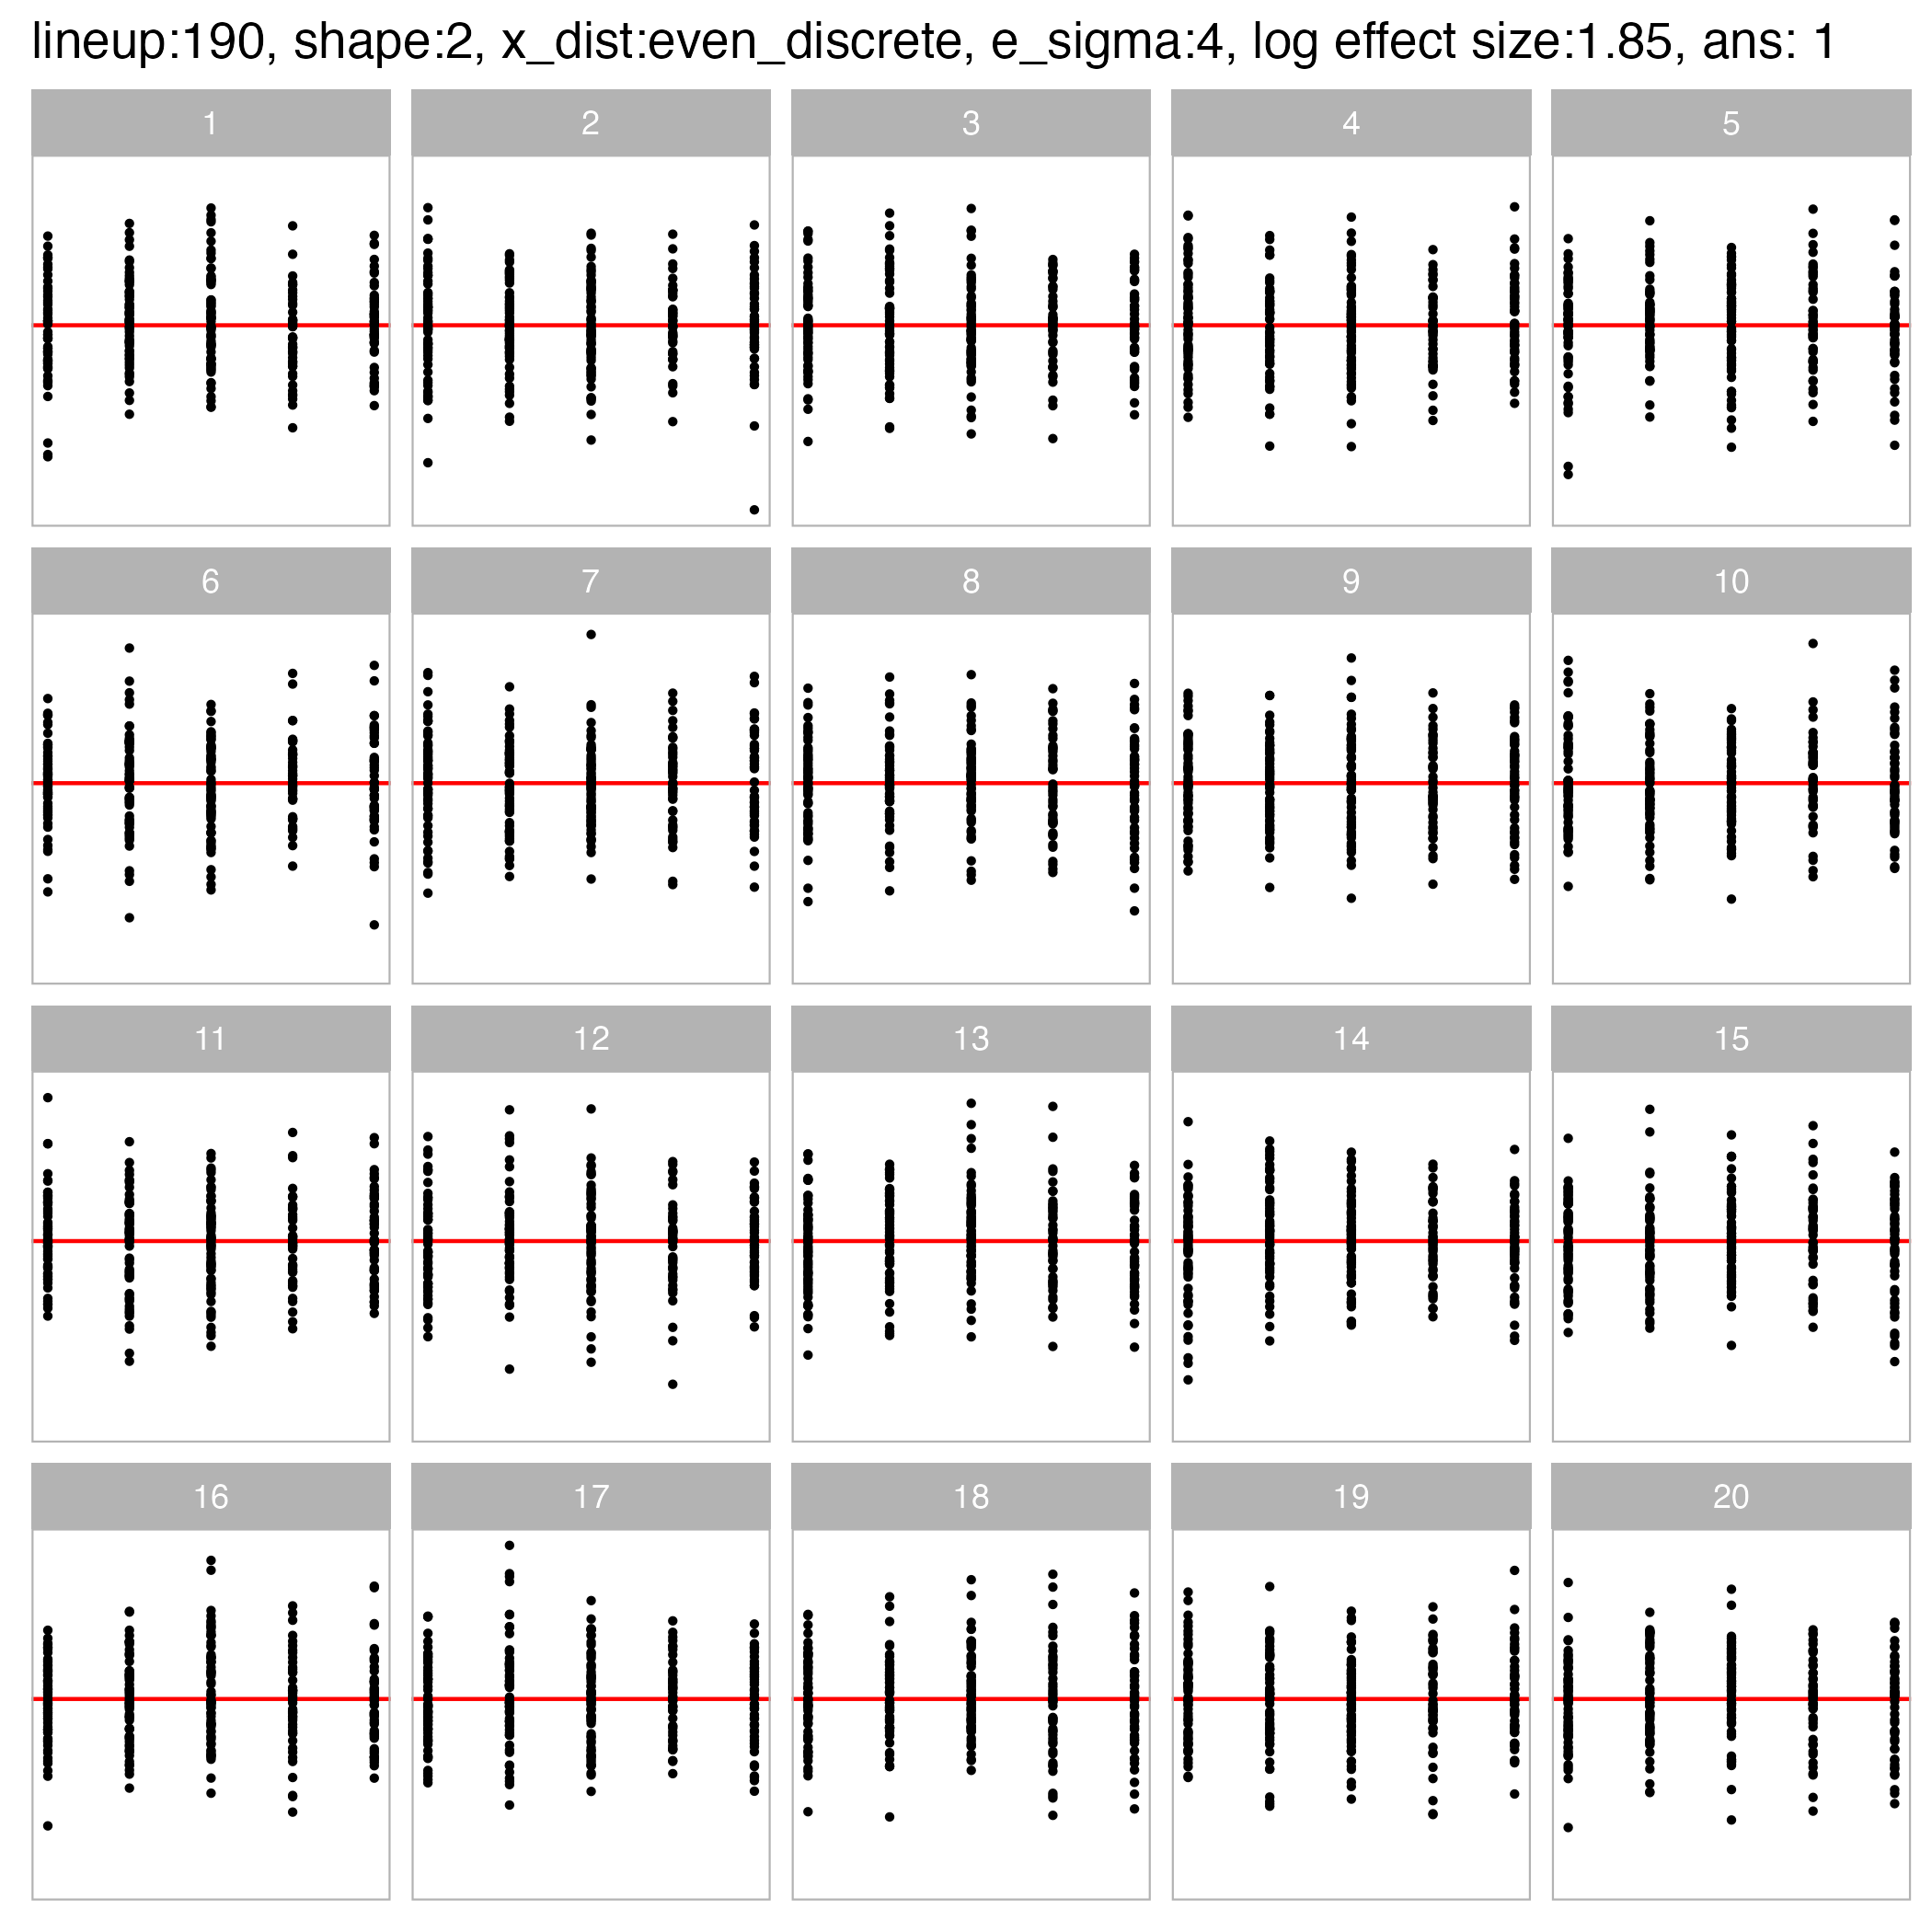 lineup:190, shape:2, x_dist:even_discrete, e_sigma:4, log effect size:1.85, ans: 1
1 2 3 4 5
6 7 8 9 10
11 12 13 14 15
16 17 18 19 20